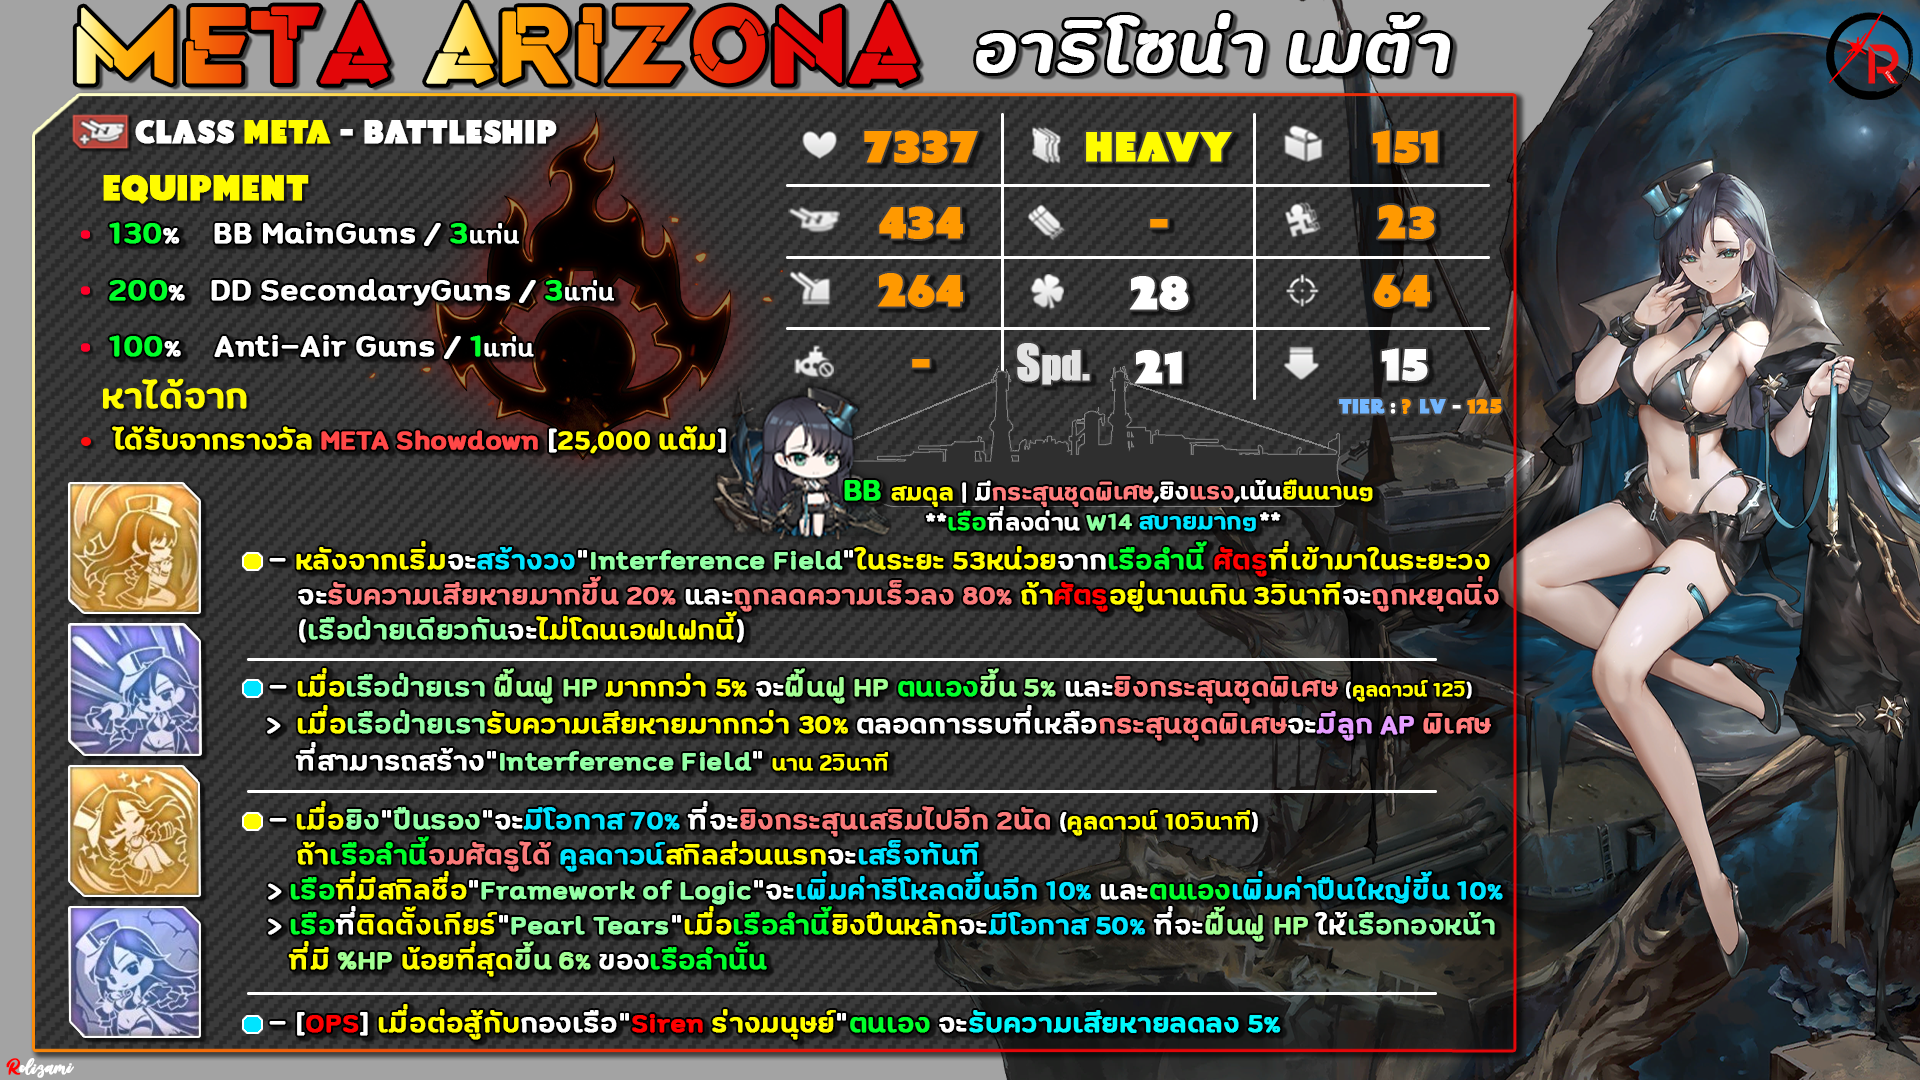 META ARIZONA อาริโซน่า เมต้า
R
CLASS META - BATTLESHIP
EQUIPMENT
• 130% BB MainGuns / 3แท่น
• 200% DD SecondaryGuns / 3แท่น
• 100% Anti-Air Guns / 1แท่น
หาได้จาก
• ได้รับจากรางวัล META Showdown [25,000 แต้ม]
7337 HEAVY 151
434 - 23
264 28 64
- Spd. 21 15
TIER : ? LV - 125
BB สมดุล | มีกระสุนชุดพิเศษ,ยิงแรง,เน้นยืนนานๆ
**เรือที่ลงด่าน W14 สบายมากๆ**
- หลังจากเริ่มจะสร้างวง"Interference Field"ในระยะ 53หน่วยจากเรือลำนี้ ศัตรูที่เข้ามาในระยะวง
จะรับความเสียหายมากขึ้น 20% และถูกลดความเร็วลง 80% ถ้าศัตรูอยู่นานเกิน 3วินาทีจะถูกหยุดนิ่ง
(เรือฝ่ายเดียวกันจะไม่โดนเอฟเฟกนี้)
- เมื่อเรือฝ่ายเรา ฟื้นฟู HP มากกว่า 5% จะฟื้นฟู HP ตนเองขึ้น 5% และยิงกระสุนชุดพิเศษ (คูลดาวน์ 12วิ)
> เมื่อเรือฝ่ายเรารับความเสียหายมากกว่า 30% ตลอดการรบที่เหลือกระสุนชุดพิเศษจะมีลูก AP พิเศษ
ที่สามารถสร้าง"Interference Field" นาน 2วินาที
- เมื่อยิง"ปืนรอง"จะมีโอกาส 70% ที่จะยิงกระสุนเสริมไปอีก 2นัด (คูลดาวน์ 10วินาที)
ถ้าเรือลำนี้จมศัตรูได้ คูลดาวน์สกิลส่วนแรกจะเสร็จทันที
> เรือที่มีสกิลชื่อ"Framework of Logic"จะเพิ่มค่ารีโหลดขึ้นอีก 10% และตนเองเพิ่มค่าปืนใหญ่ขึ้น 10%
> เรือที่ติดตั้งเกียร์"Pearl Tears"เมื่อเรือลำนี้ยิงปืนหลักจะมีโอกาส 50% ที่จะฟื้นฟู HP ให้เรือกองหน้า
ที่มี %HP น้อยที่สุดขึ้น 6% ของเรือลำนั้น
- [OPS] เมื่อต่อสู้กับกองเรือ"Siren ร่างมนุษย์"ตนเอง จะรับความเสียหายลดลง 5%
Rolizami